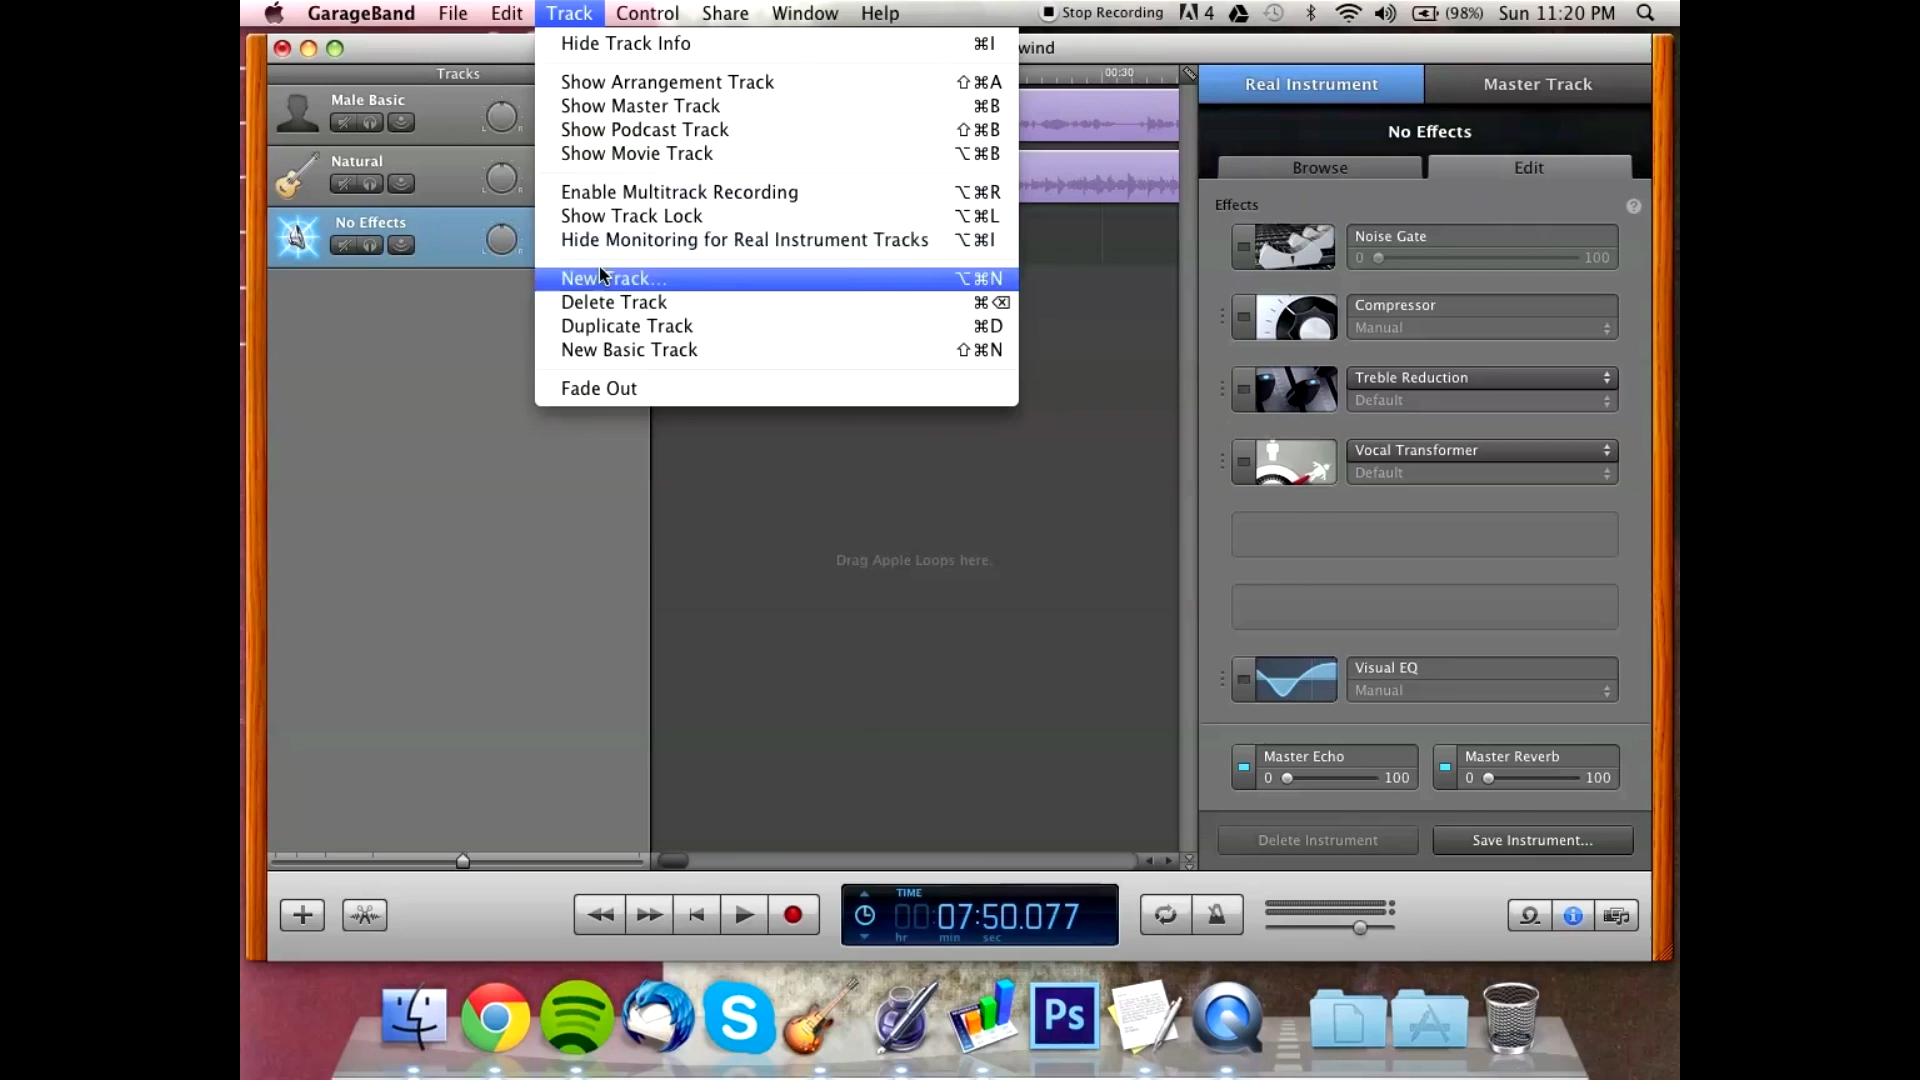 GarageBand File Edit Track Control Share Window Help Stop Recording 4 (98%) Sun 11:20 PM
wind
Tracks
00:30
Male Basic
L R
Natural
L R
No Effects
L R
Hide Track Info ⌘I
Show Arrangement Track ⇧⌘A
Show Master Track ⌘B
Show Podcast Track ⇧⌘B
Show Movie Track ⌥⌘B
Enable Multitrack Recording ⌥⌘R
Show Track Lock ⌥⌘L
Hide Monitoring for Real Instrument Tracks ⌥⌘I
New Track... ⌥⌘N
Delete Track ⌘⌫
Duplicate Track ⌘D
New Basic Track ⇧⌘N
Fade Out
Drag Apple Loops here.
Real Instrument Master Track
No Effects
Browse Edit
Effects ?
Noise Gate
0 100
Compressor
Manual
Treble Reduction
Default
Vocal Transformer
Default
Visual EQ
Manual
Master Echo Master Reverb
0 100 0 100
Delete Instrument Save Instrument...
TIME
00:07:50.077
hr min sec
S
Ps